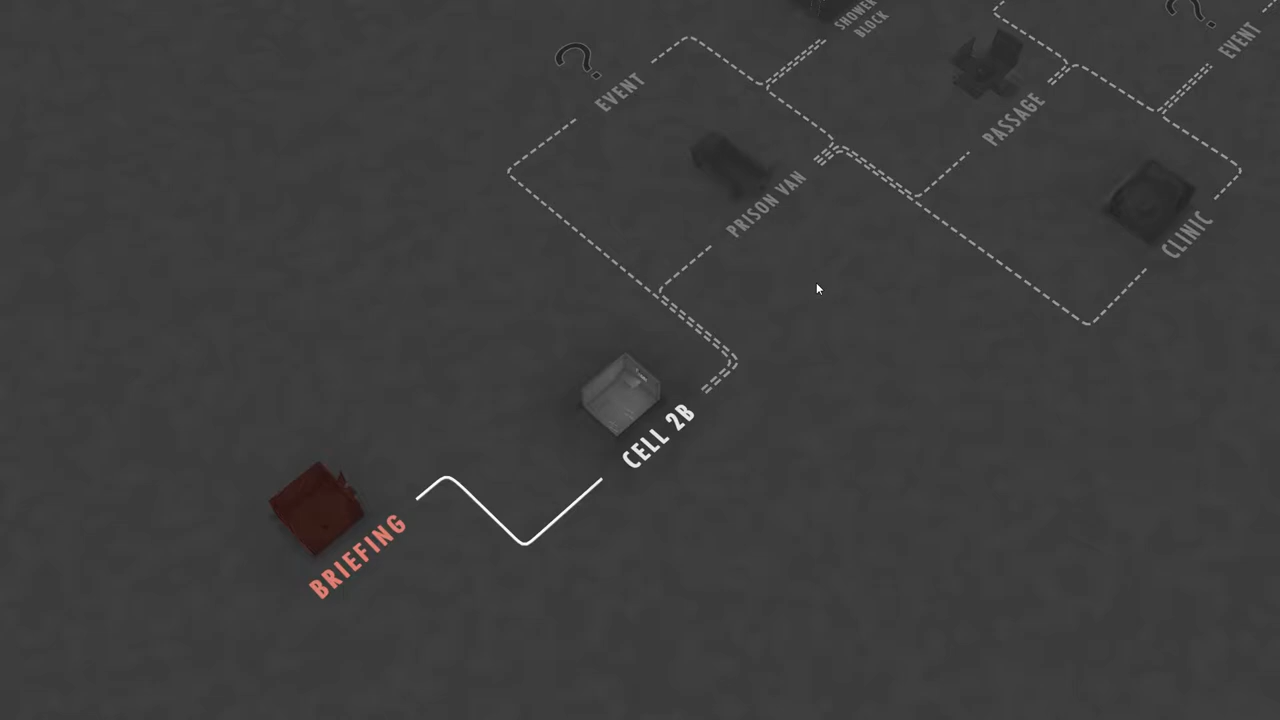 SHOWER
BLOCK
?
EVENT
?
EVENT
PASSAGE
PRISON VAN
CLINIC
CELL 2B
BRIEFING